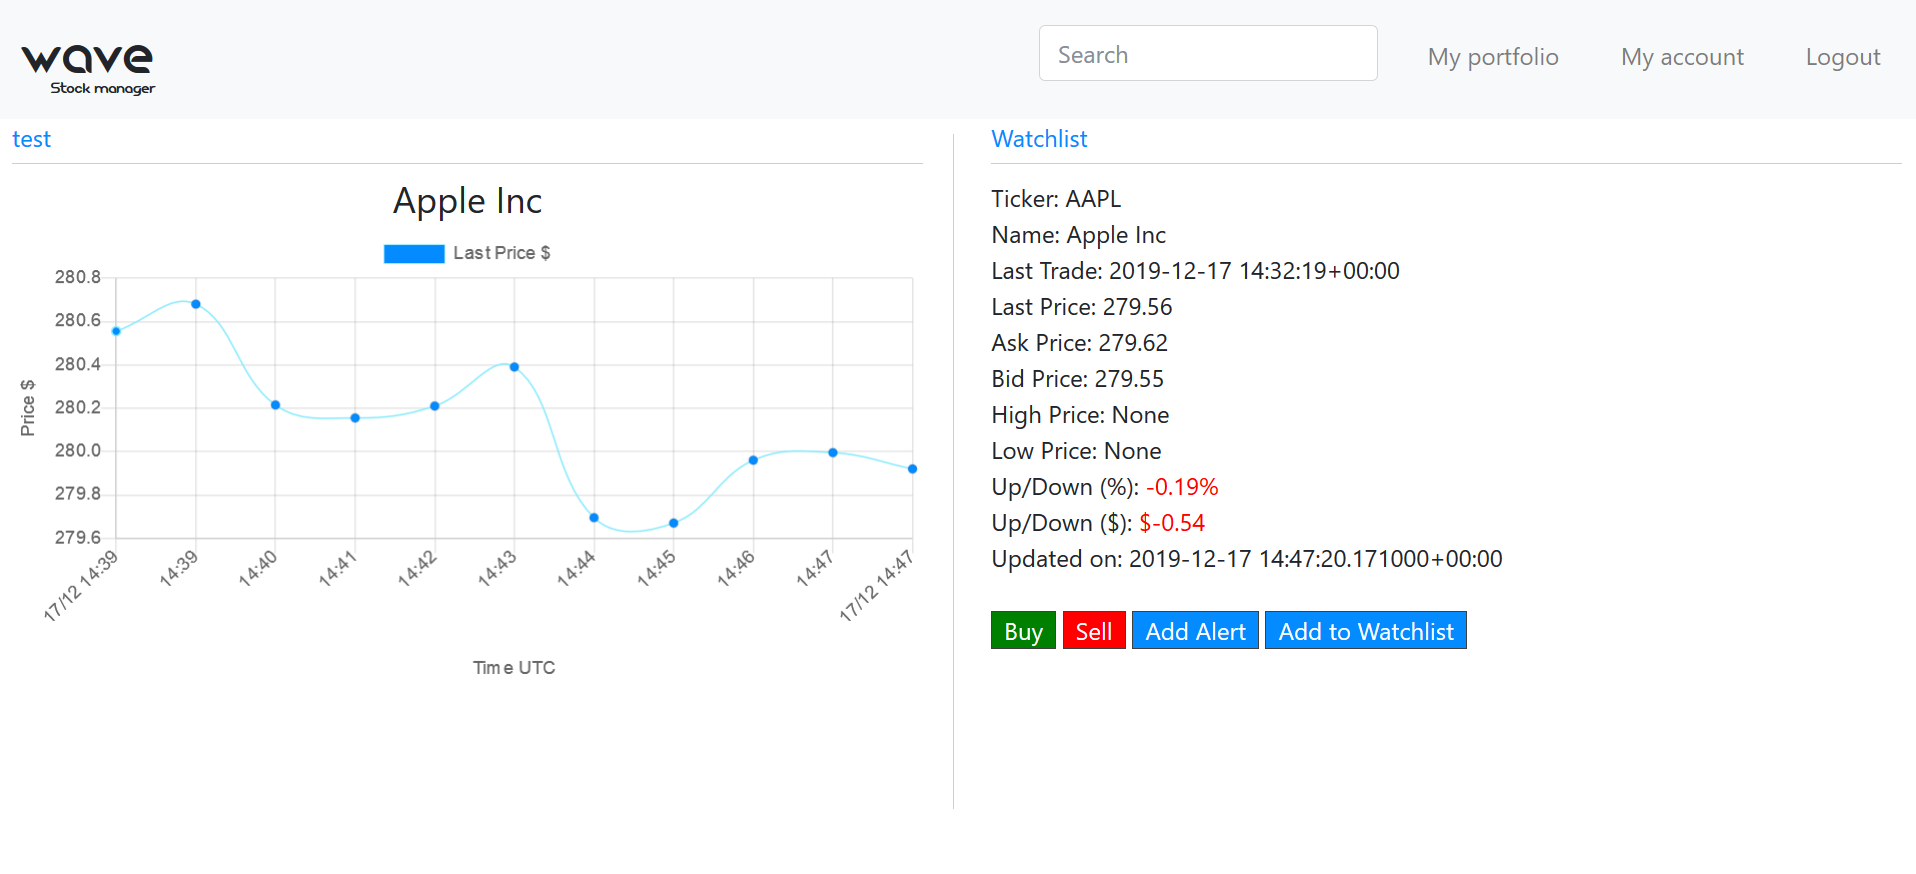 wave
Stock manager
Search
My portfolio
My account
Logout
test
Apple Inc
Last Price $
280.8
280.6
280.4
280.2
280.0
279.8
279.6
Price $
17/12 14:39
14:39
14:40
14:41
14:42
14:43
14:44
14:45
14:46
14:47
17/12 14:47
Time UTC
Watchlist
Ticker: AAPL
Name: Apple Inc
Last Trade: 2019-12-17 14:32:19+00:00
Last Price: 279.56
Ask Price: 279.62
Bid Price: 279.55
High Price: None
Low Price: None
Up/Down (%): -0.19%
Up/Down ($): $-0.54
Updated on: 2019-12-17 14:47:20.171000+00:00
Buy
Sell
Add Alert
Add to Watchlist